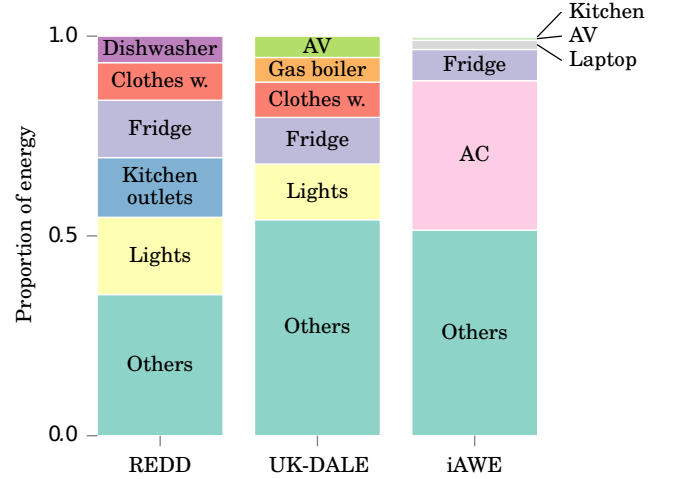 Kitchen
AV
Laptop
1.0
0.5
0.0
Proportion of energy
Dishwasher
Clothes w.
Fridge
Kitchen
outlets
Lights
Others
AV
Gas boiler
Clothes w.
Fridge
Lights
Others
Fridge
AC
Others
REDD
UK-DALE
iAWE